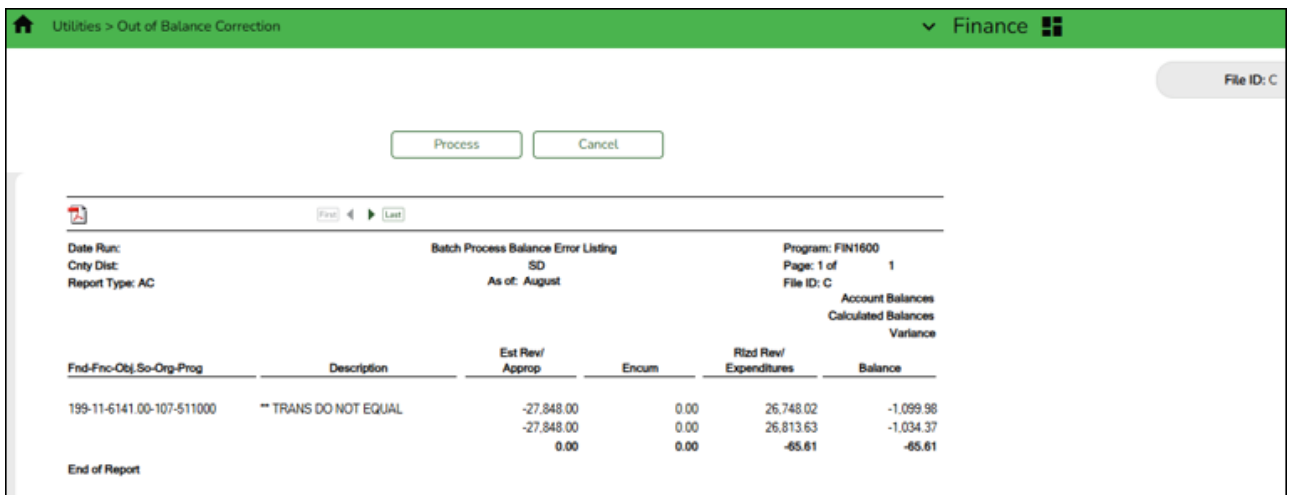 Utilities > Out of Balance Correction
Finance
File ID: C
Process Cancel
First Last
Date Run: Batch Process Balance Error Listing Program: FIN1600
Cnty Dist: SD Page: 1 of 1
Report Type: AC As of: August File ID: C
Account Balances
Calculated Balances
Variance
Est Rev/ Rlzd Rev/
Fnd-Fnc-Obj.So-Org-Prog Description Approp Encum Expenditures Balance
199-11-6141.00-107-511000 ** TRANS DO NOT EQUAL -27,848.00 0.00 26,748.02 -1,099.98
-27,848.00 0.00 26,813.63 -1,034.37
0.00 0.00 -65.61 -65.61
End of Report